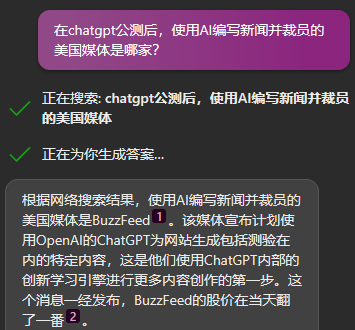 在chatgpt公测后，使用AI编写新闻并裁员的
美国媒体是哪家？
正在搜索: chatgpt公测后，使用AI编写新闻并裁员
的美国媒体
正在为你生成答案...
根据网络搜索结果，使用AI编写新闻并裁员的
美国媒体是BuzzFeed 1 。该媒体宣布计划使
用OpenAI的ChatGPT为网站生成包括测验在
内的特定内容，这是他们使用ChatGPT内部的
创新学习引擎进行更多内容创作的第一步。这
个消息一经发布，BuzzFeed的股价在当天翻
了一番 2 。